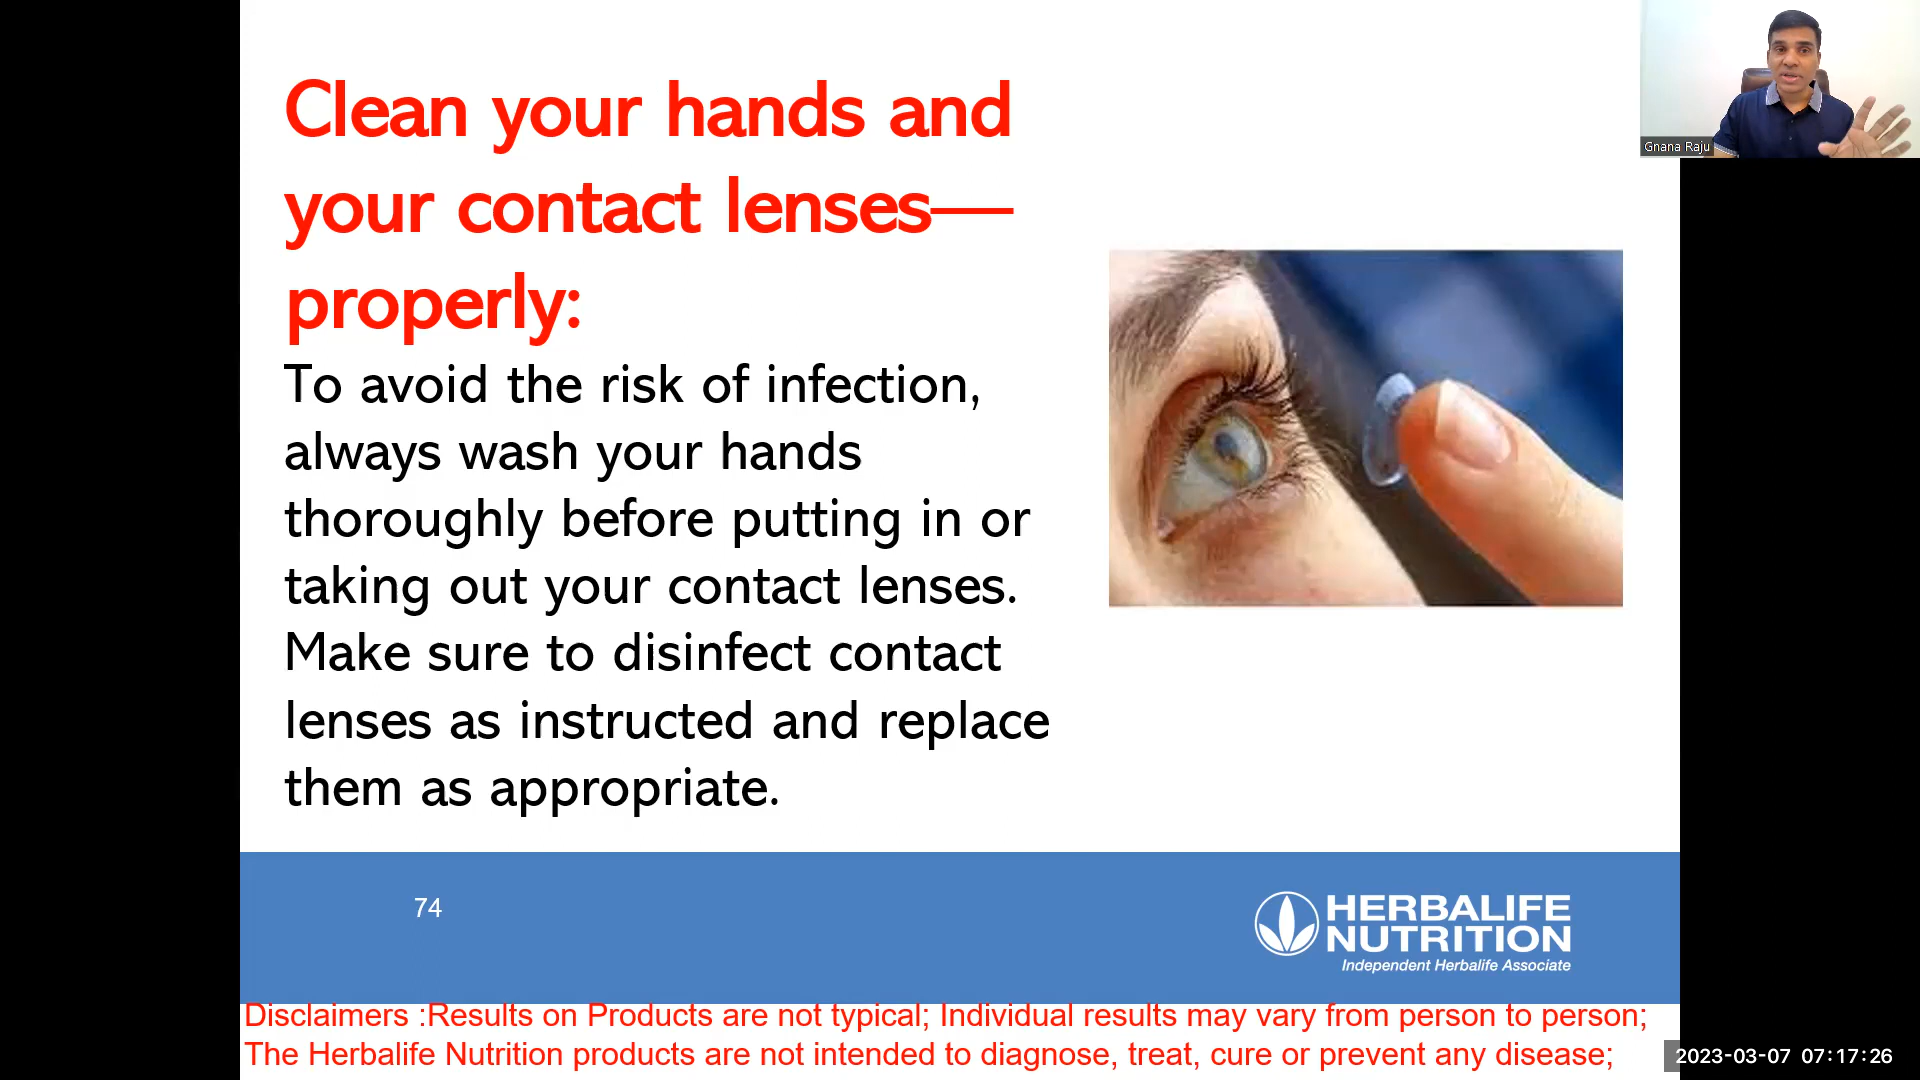 Clean your hands and
your contact lenses—
properly:
To avoid the risk of infection,
always wash your hands
thoroughly before putting in or
taking out your contact lenses.
Make sure to disinfect contact
lenses as instructed and replace
them as appropriate.
Gnana Raju
74
HERBALIFE
NUTRITION
Independent Herbalife Associate
Disclaimers :Results on Products are not typical; Individual results may vary from person to person;
The Herbalife Nutrition products are not intended to diagnose, treat, cure or prevent any disease;
2023-03-07 07:17:26